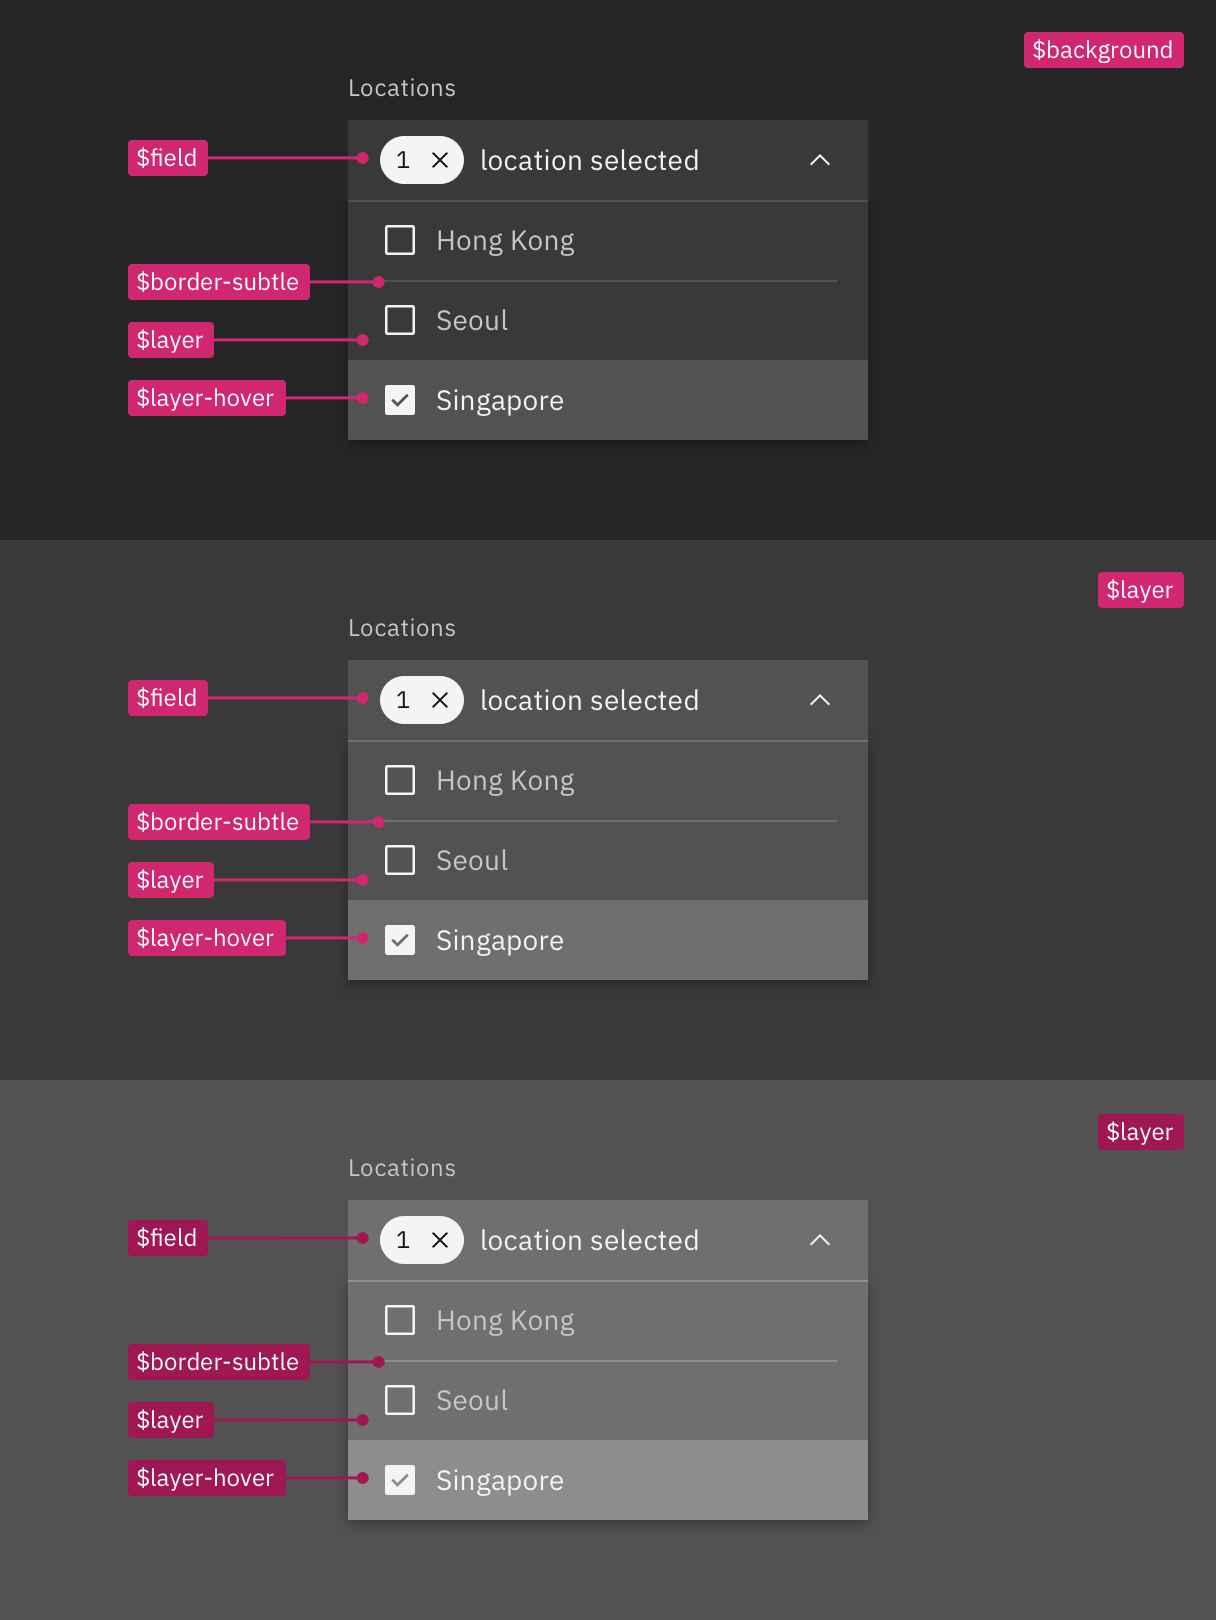 $background
Locations
$field
1 location selected
Hong Kong
$border-subtle
Seoul
$layer
$layer-hover
Singapore
$layer
Locations
$field
1 location selected
Hong Kong
$border-subtle
Seoul
$layer
$layer-hover
Singapore
$layer
Locations
$field
1 location selected
Hong Kong
$border-subtle
Seoul
$layer
$layer-hover
Singapore